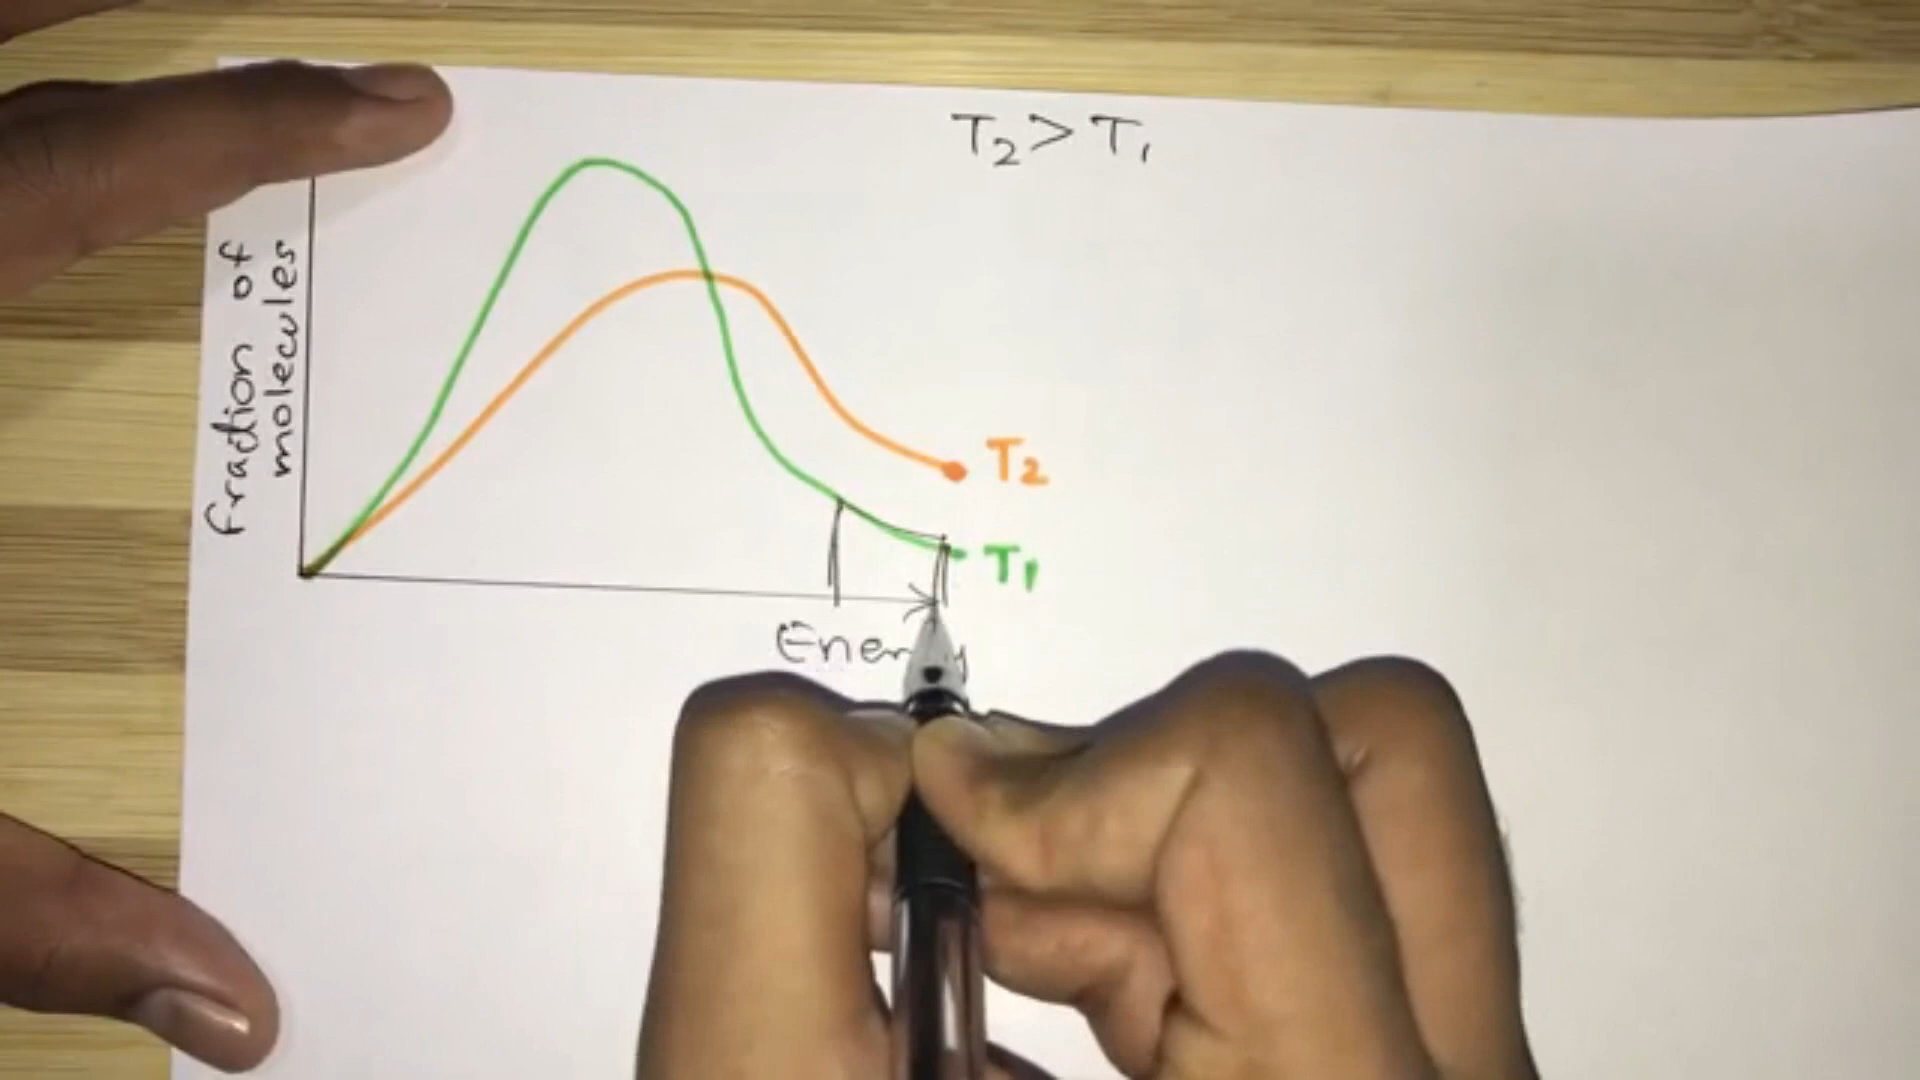 T₂ > T₁
fraction of
molecules
T₂
T₁